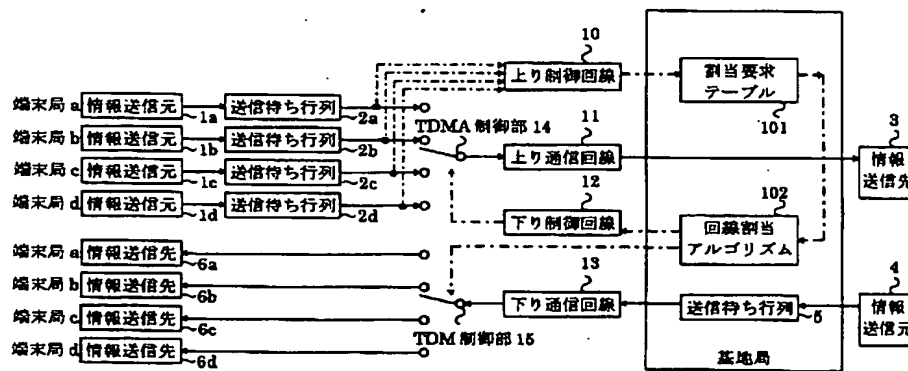 10
上り制御回線
割当要求
テーブル
101
端末局 a 情報送信元 1a 送信待ち行列 2a
端末局 b 情報送信元 1b 送信待ち行列 2b
端末局 c 情報送信元 1c 送信待ち行列 2c
端末局 d 情報送信元 1d 送信待ち行列 2d
TDMA 制御部 14
11
上り通信回線
3
情報
送信先
12
下り制御回線
102
回線割当
アルゴリズム
端末局 a 情報送信先 6a
端末局 b 情報送信先 6b
端末局 c 情報送信先 6c
端末局 d 情報送信先 6d
TDM 制御部 15
13
下り通信回線
送信待ち行列 5
4
情報
送信元
基地局